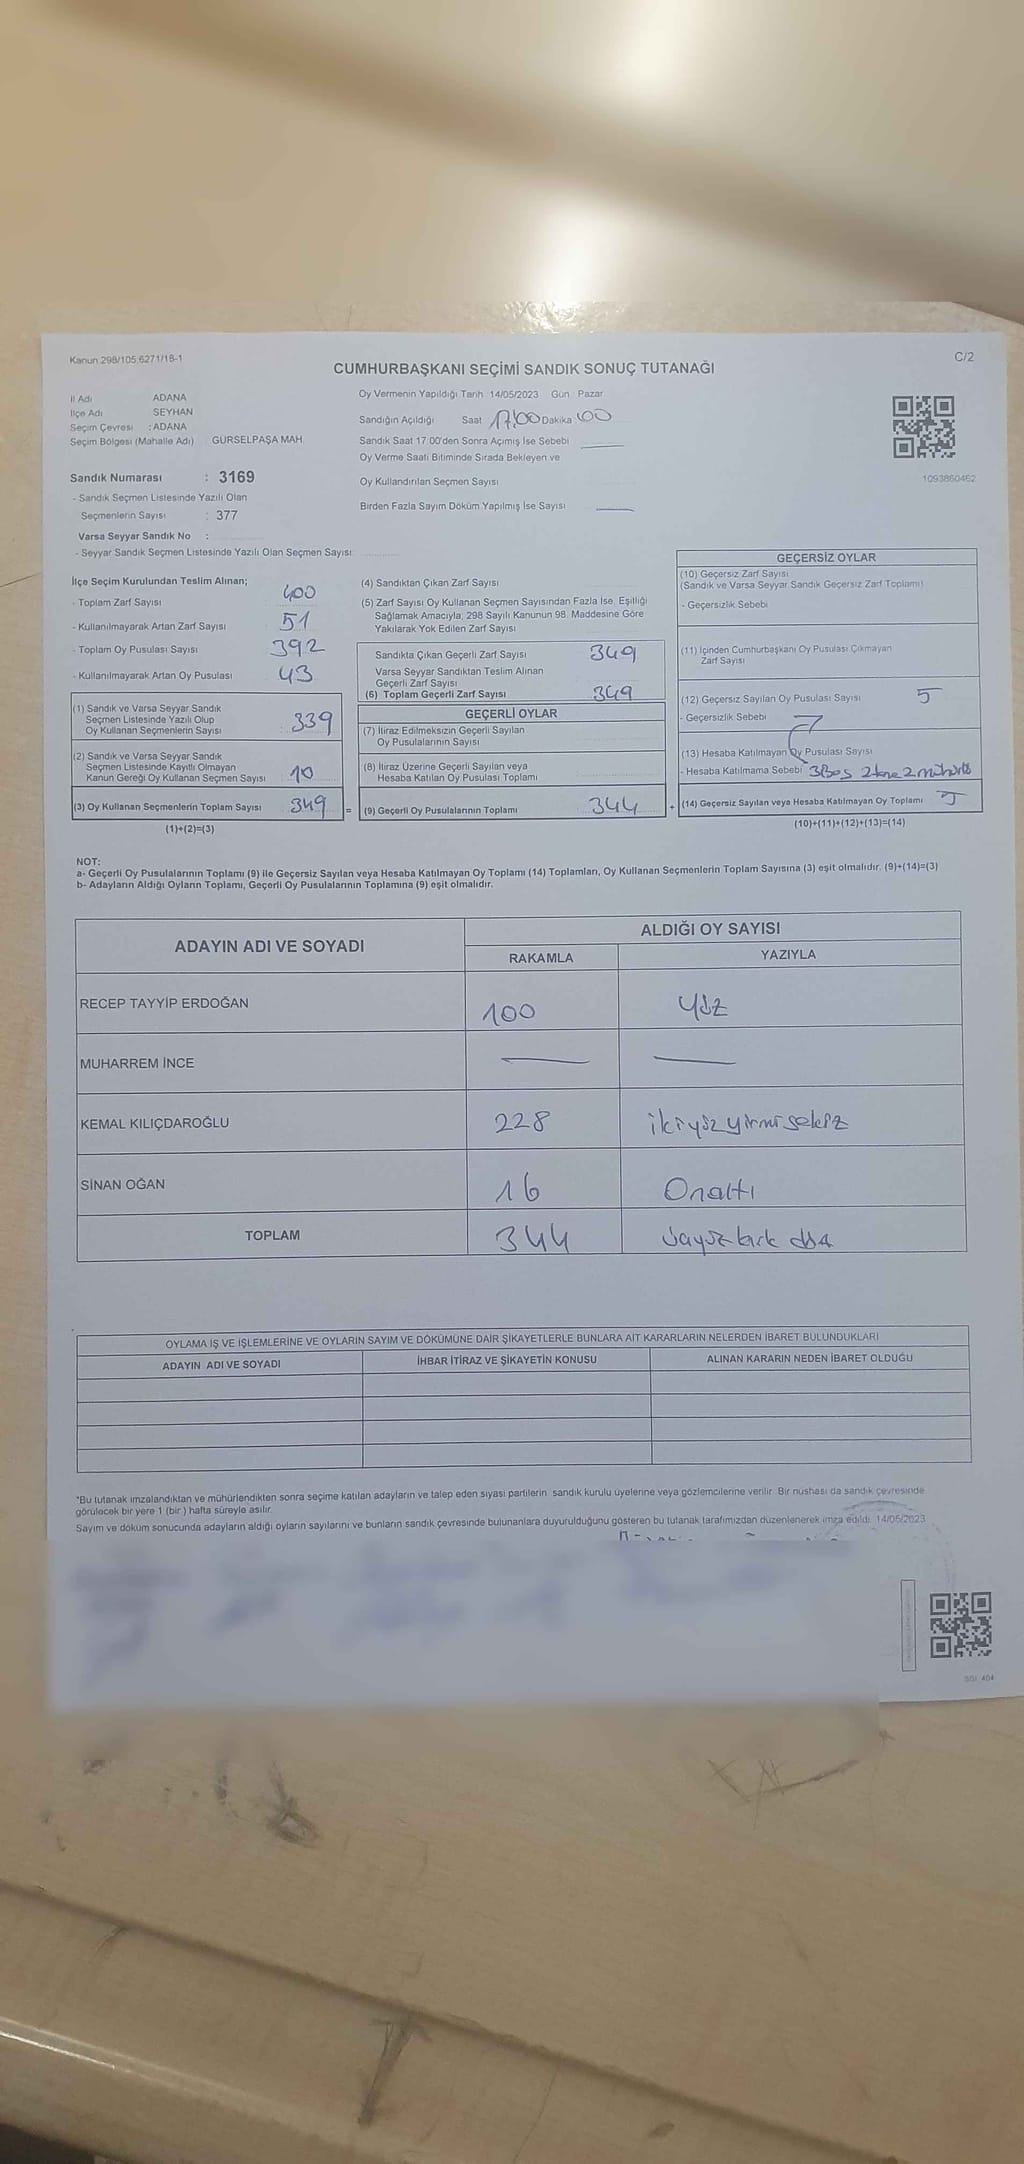 Kanun 298/105;6271/18-1
C/2
CUMHURBAŞKANI SEÇİMİ SANDIK SONUÇ TUTANAĞI
İl Adı ADANA
İlçe Adı SEYHAN
Seçim Çevresi : ADANA
Seçim Bölgesi (Mahalle Adı) GÜRSELPAŞA MAH.
Sandık Numarası : 3169
- Sandık Seçmen Listesinde Yazılı Olan
Seçmenlerin Sayısı : 377
Varsa Seyyar Sandık No :
- Seyyar Sandık Seçmen Listesinde Yazılı Olan Seçmen Sayısı:
Oy Vermenin Yapıldığı Tarih 14/05/2023 Gün Pazar
Sandığın Açıldığı Saat 17:00 Dakika 00
Sandık Saat 17.00'den Sonra Açımış İse Sebebi
Oy Verme Saati Bitiminde Sırada Bekleyen ve
Oy Kullandırılan Seçmen Sayısı
Birden Fazla Sayım Döküm Yapılmış İse Sayısı
1093860462
İlçe Seçim Kurulundan Teslim Alınan;
- Toplam Zarf Sayısı 400
- Kullanılmayarak Artan Zarf Sayısı 51
- Toplam Oy Pusulası Sayısı 392
- Kullanılmayarak Artan Oy Pusulası 43
(1) Sandık ve Varsa Seyyar Sandık
Seçmen Listesinde Yazılı Olup
Oy Kullanan Seçmenlerin Sayısı 339
(2) Sandık ve Varsa Seyyar Sandık
Seçmen Listesinde Kayıtlı Olmayan
Kanun Gereği Oy Kullanan Seçmen Sayısı 10
(3) Oy Kullanan Seçmenlerin Toplam Sayısı 349 =
(1)+(2)=(3)
(4) Sandıktan Çıkan Zarf Sayısı
(5) Zarf Sayısı Oy Kullanan Seçmen Sayısından Fazla İse, Eşitliği
Sağlamak Amacıyla, 298 Sayılı Kanunun 98. Maddesine Göre
Yakılarak Yok Edilen Zarf Sayısı
Sandıkta Çıkan Geçerli Zarf Sayısı 349
Varsa Seyyar Sandıktan Teslim Alınan
Geçerli Zarf Sayısı
(6) Toplam Geçerli Zarf Sayısı 349
GEÇERLİ OYLAR
(7) İtiraz Edilmeksizin Geçerli Sayılan
Oy Pusulalarının Sayısı
(8) İtiraz Üzerine Geçerli Sayılan veya
Hesaba Katılan Oy Pusulası Toplamı
(9) Geçerli Oy Pusulalarının Toplamı 344 +
GEÇERSİZ OYLAR
(10) Geçersiz Zarf Sayısı
(Sandık ve Varsa Seyyar Sandık Geçersiz Zarf Toplamı)
- Geçersizlik Sebebi
(11) İçinden Cumhurbaşkanı Oy Pusulası Çıkmayan
Zarf Sayısı
(12) Geçersiz Sayılan Oy Pusulası Sayısı 5
- Geçersizlik Sebebi
(13) Hesaba Katılmayan Oy Pusulası Sayısı
- Hesaba Katılmama Sebebi 3Boş 2tane 2 mühürlü
(14) Geçersiz Sayılan veya Hesaba Katılmayan Oy Toplamı 5
(10)+(11)+(12)+(13)=(14)
NOT:
a- Geçerli Oy Pusulalarının Toplamı (9) ile Geçersiz Sayılan veya Hesaba Katılmayan Oy Toplamı (14) Toplamları, Oy Kullanan Seçmenlerin Toplam Sayısına (3) eşit olmalıdır. (9)+(14)=(3)
b- Adayların Aldığı Oyların Toplamı, Geçerli Oy Pusulalarının Toplamına (9) eşit olmalıdır.
ADAYIN ADI VE SOYADI
ALDIĞI OY SAYISI
RAKAMLA YAZIYLA
RECEP TAYYİP ERDOĞAN 100 Yüz
MUHARREM İNCE
KEMAL KILIÇDAROĞLU 228 ikiyüzyirmi sekiz
SİNAN OĞAN 16 Onaltı
TOPLAM 344 üçyüz kırk dört
OYLAMA İŞ VE İŞLEMLERİNE VE OYLARIN SAYIM VE DÖKÜMÜNE DAİR ŞİKAYETLERLE BUNLARA AİT KARARLARIN NELERDEN İBARET BULUNDUKLARI
ADAYIN ADI VE SOYADI İHBAR İTİRAZ VE ŞİKAYETİN KONUSU ALINAN KARARIN NEDEN İBARET OLDUĞU
*Bu tutanak imzalandıktan ve mühürlendikten sonra seçime katılan adayların ve talep eden siyasi partilerin sandık kurulu üyelerine veya gözlemcilerine verilir. Bir nüshası da sandık çevresinde
görülecek bir yere 1 (bir ) hafta süreyle asılır.
Sayım ve döküm sonucunda adayların aldığı oyların sayılarını ve bunların sandık çevresinde bulunanlara duyurulduğunu gösteren bu tutanak tarafımızdan düzenlenerek imza edildi. 14/05/2023